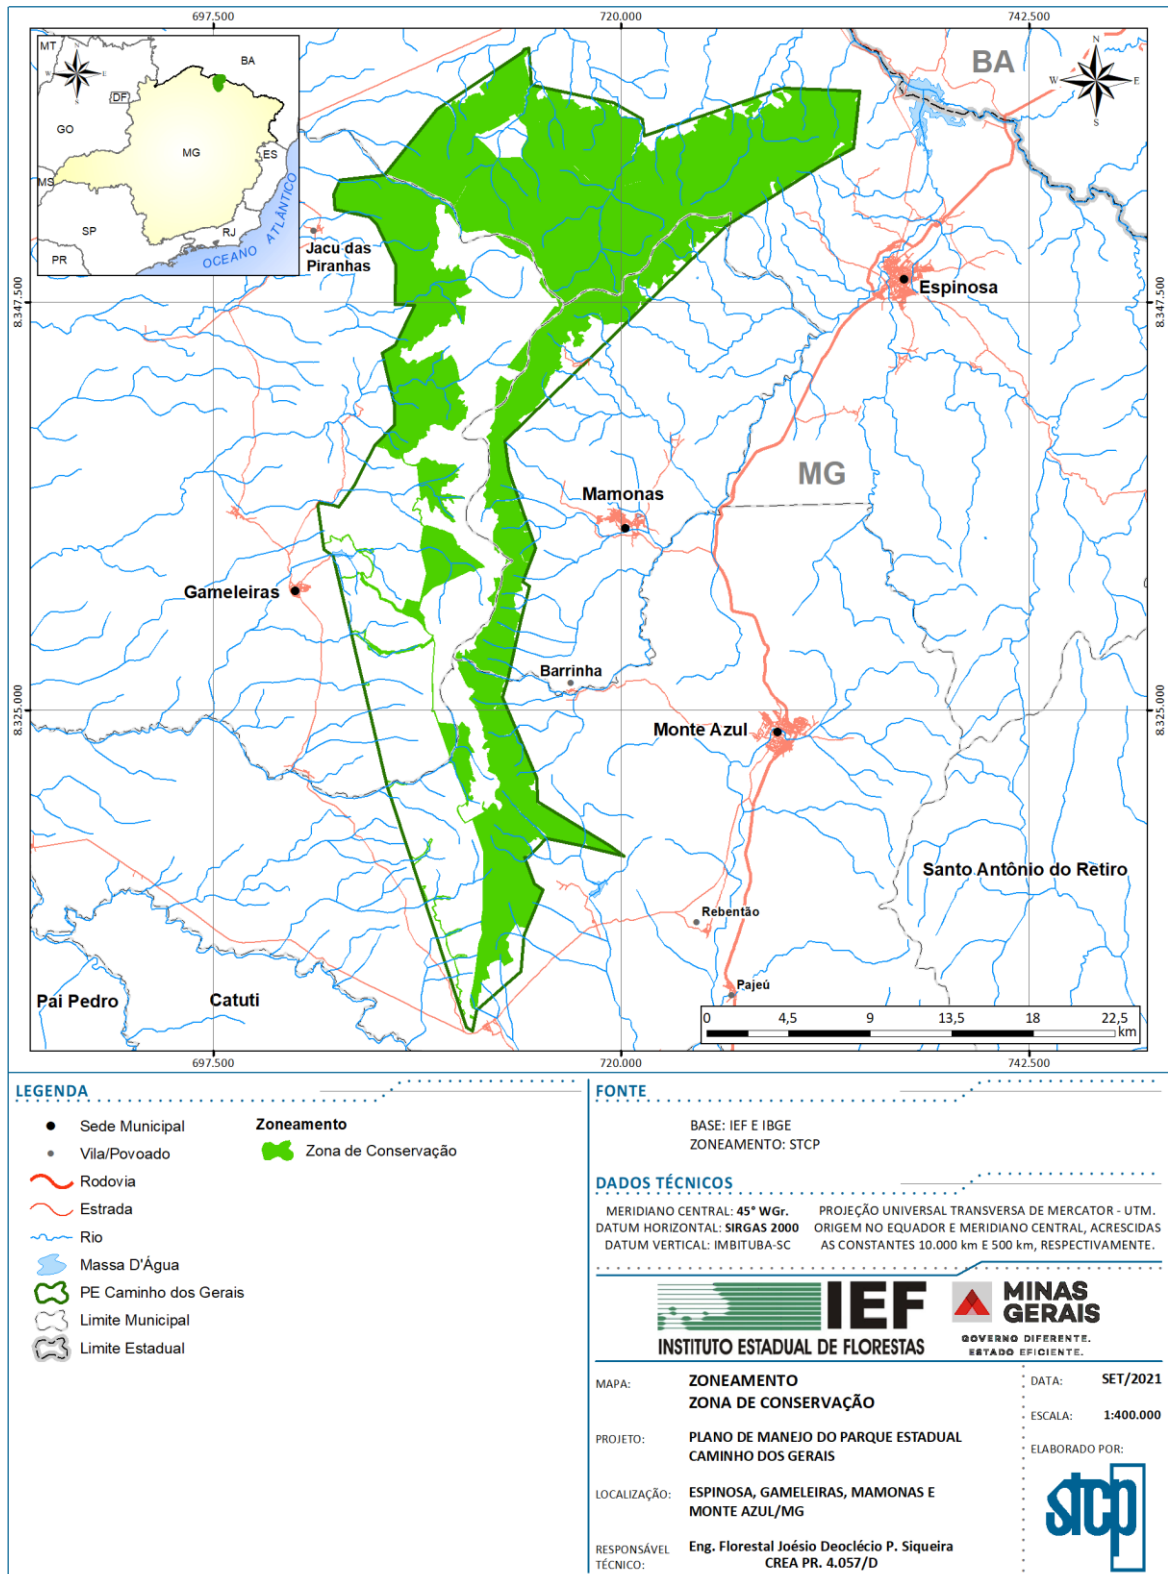 697.500
720.000
742.500
MT
BA
DF
GO
MG
ES
MS
SP
RJ
PR
OCEANO ATLÂNTICO
N
W
E
S
BA
N
W
E
S
Jacu das
Piranhas
Espinosa
8.347.500
8.347.500
MG
Mamonas
Gameleiras
Barrinha
Monte Azul
8.325.000
8.325.000
Santo Antônio do Retiro
Rebentão
Pajeú
Pai Pedro
Catuti
0
4,5
9
13,5
18
22,5
km
697.500
720.000
742.500
LEGENDA
Sede Municipal
Vila/Povoado
Rodovia
Estrada
Rio
Massa D'Água
PE Caminho dos Gerais
Limite Municipal
Limite Estadual
Zoneamento
Zona de Conservação
FONTE
BASE: IEF E IBGE
ZONEAMENTO: STCP
DADOS TÉCNICOS
MERIDIANO CENTRAL: 45° WGr.
DATUM HORIZONTAL: SIRGAS 2000
DATUM VERTICAL: IMBITUBA-SC
PROJEÇÃO UNIVERSAL TRANSVERSA DE MERCATOR - UTM.
ORIGEM NO EQUADOR E MERIDIANO CENTRAL, ACRESCIDAS
AS CONSTANTES 10.000 km E 500 km, RESPECTIVAMENTE.
IEF
INSTITUTO ESTADUAL DE FLORESTAS
MINAS
GERAIS
GOVERNO DIFERENTE.
ESTADO EFICIENTE.
MAPA: ZONEAMENTO
ZONA DE CONSERVAÇÃO
PROJETO: PLANO DE MANEJO DO PARQUE ESTADUAL
CAMINHO DOS GERAIS
LOCALIZAÇÃO: ESPINOSA, GAMELEIRAS, MAMONAS E
MONTE AZUL/MG
RESPONSÁVEL
TÉCNICO:
Eng. Florestal Joésio Deoclécio P. Siqueira
CREA PR. 4.057/D
DATA: SET/2021
ESCALA: 1:400.000
ELABORADO POR:
stcp